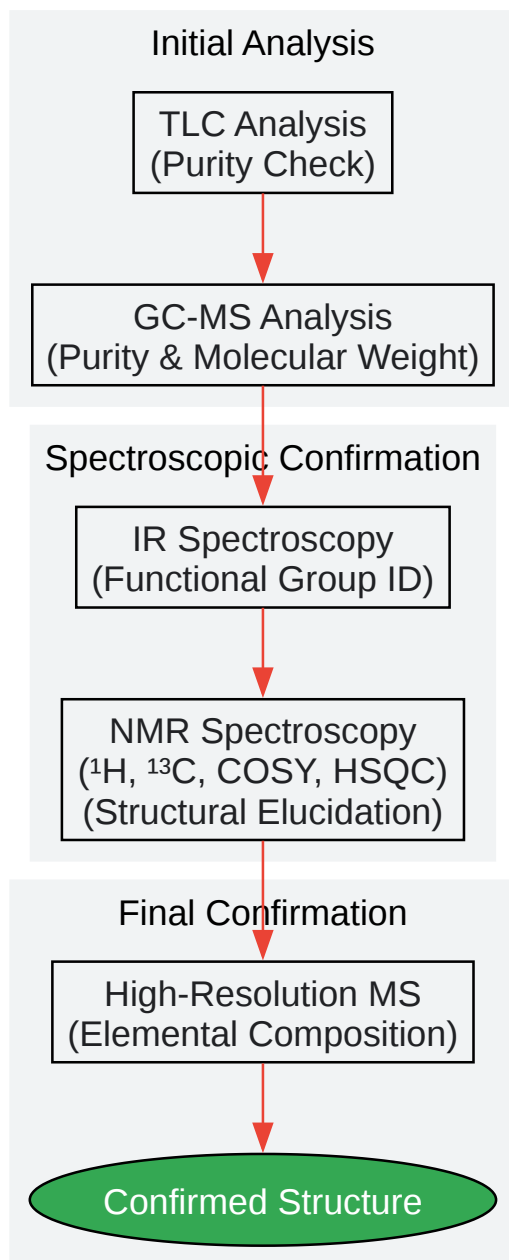 Initial Analysis
TLC Analysis
(Purity Check)
GC-MS Analysis
(Purity & Molecular Weight)
Spectroscopic Confirmation
IR Spectroscopy
(Functional Group ID)
NMR Spectroscopy
(¹H, ¹³C, COSY, HSQC)
(Structural Elucidation)
Final Confirmation
High-Resolution MS
(Elemental Composition)
Confirmed Structure